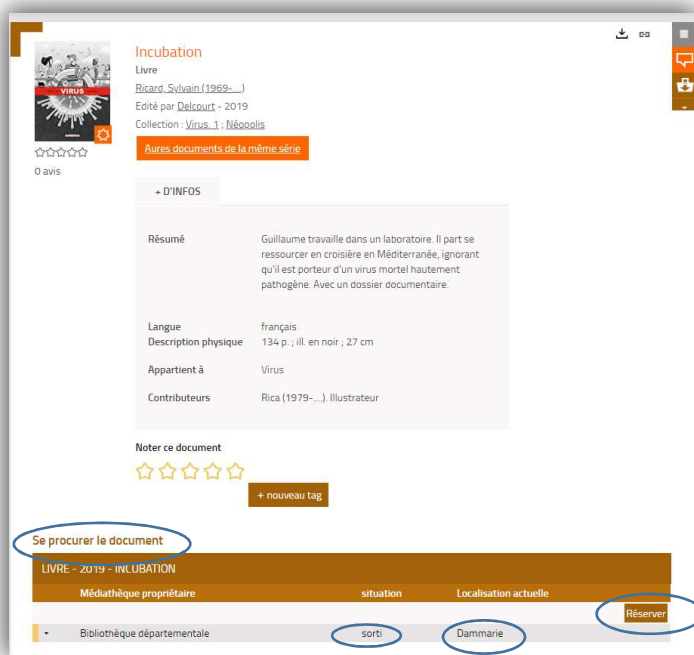 Incubation
Livre
VIRUS
Ricard, Sylvain (1969-....)
Edité par Delcourt - 2019
Collection : Virus. 1 ; Néopolis
0 avis
Aures documents de la même série
+ D'INFOS
Résumé Guillaume travaille dans un laboratoire. Il part se
ressourcer en croisière en Méditerranée, ignorant
qu'il est porteur d'un virus mortel hautement
pathogène. Avec un dossier documentaire.
Langue français
Description physique 134 p. ; ill. en noir ; 27 cm
Appartient à Virus
Contributeurs Rica (1979-....). Illustrateur
Noter ce document
+ nouveau tag
Se procurer le document
LIVRE - 2019 - INCUBATION
Médiathèque propriétaire situation Localisation actuelle
Réserver
Bibliothèque départementale sorti Dammarie